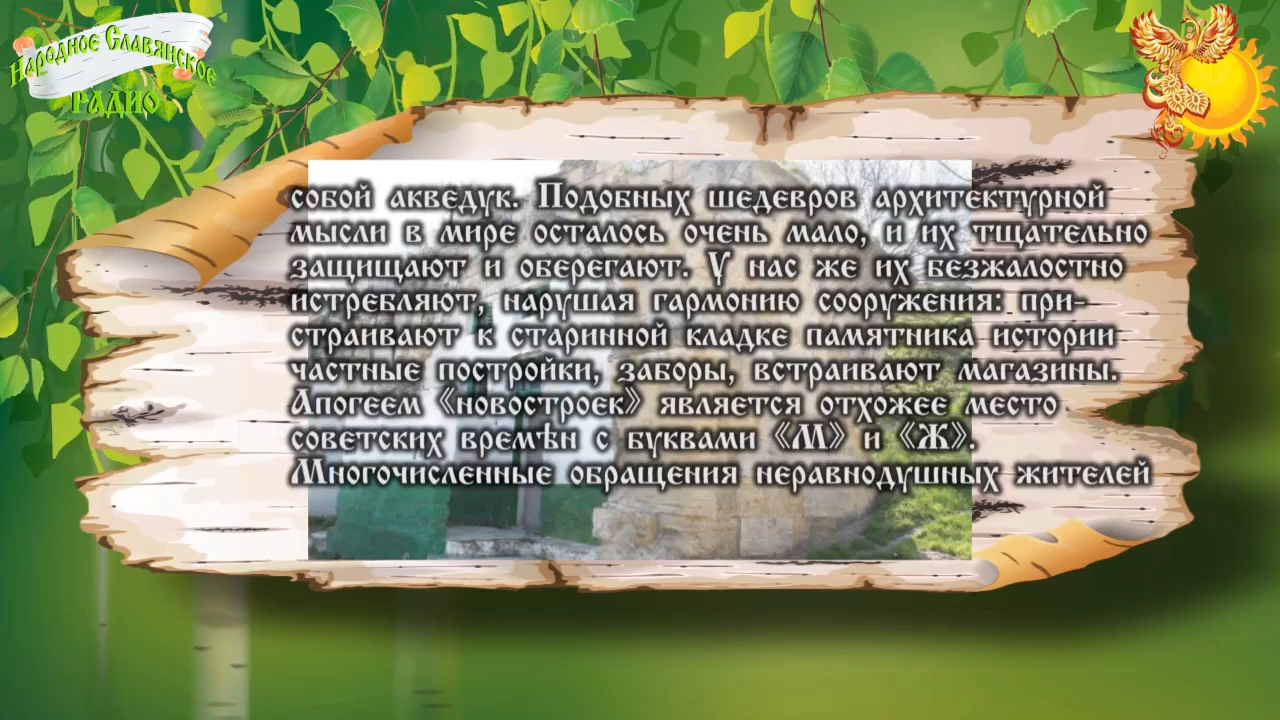 Народное Славянское
РАДИО
собой акведук. Подобных шедевров архитектурной
мысли в мире осталось очень мало, и их тщательно
защищают и оберегают. У нас же их безжалостно
истребляют, нарушая гармонию сооружения: при-
страивают к старинной кладке памятника истории
частные постройки, заборы, встраивают магазины.
Апогеем 《новостроек》 является отхожее место
советских времѣн с буквами 《М》 и 《Ж》.
Многочисленные обращения неравнодушных жителей